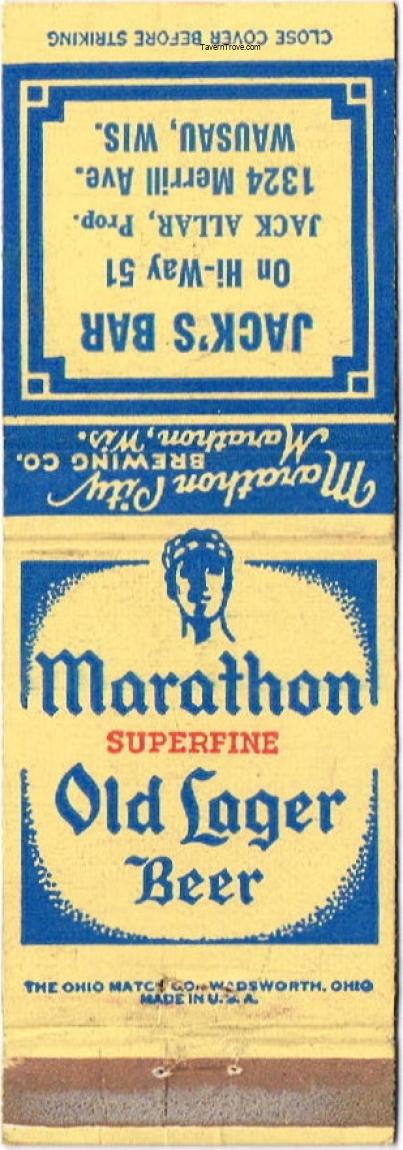 CLOSE COVER BEFORE STRIKING
TavernTrove.com
JACK'S BAR
On Hi-Way 51
JACK ALLAR, Prop.
1324 Merrill Ave.
WAUSAU, WIS.
Marathon City
BREWING CO.
Marathon, Wis.
Marathon
SUPERFINE
Old Lager
Beer
THE OHIO MATCH CO., WADSWORTH, OHIO
MADE IN U.S.A.